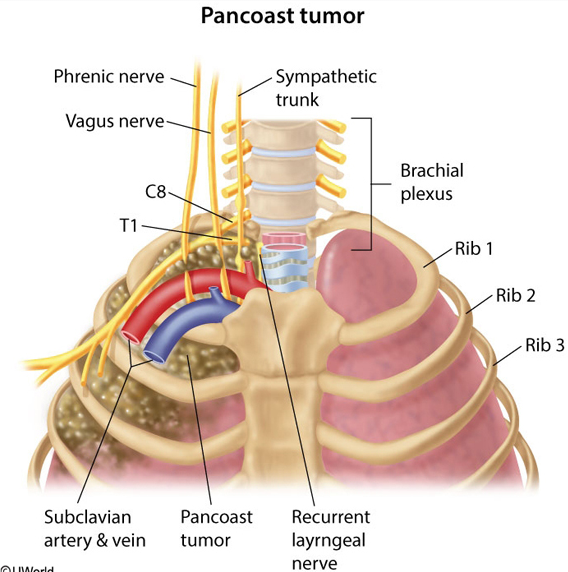 Pancoast tumor
Phrenic nerve
Sympathetic
trunk
Vagus nerve
Brachial
plexus
C8
T1
Rib 1
Rib 2
Rib 3
Subclavian
artery & vein
Pancoast
tumor
Recurrent
layrngeal
nerve
©UWorld